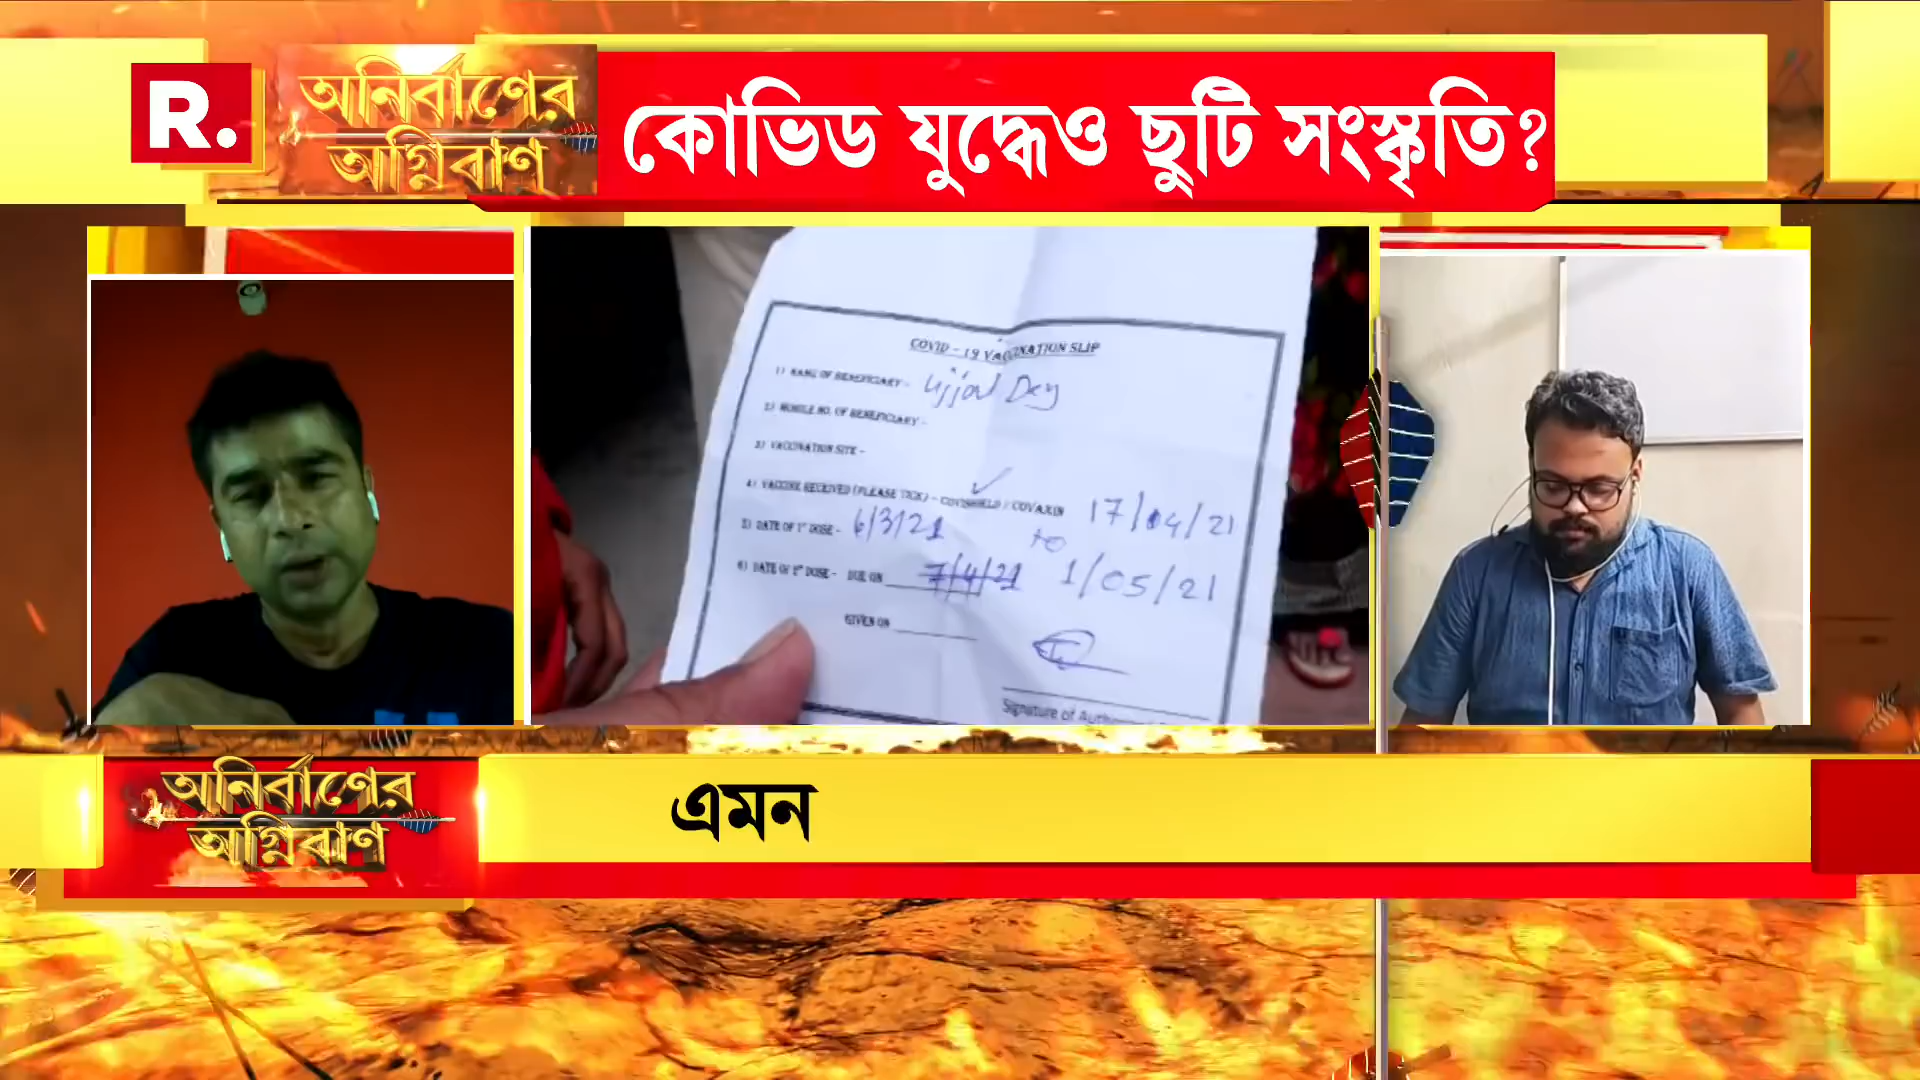 R.
অনির্বাণের
অগ্নিবাণ
কোভিড যুদ্ধেও ছুটি সংস্কৃতি?
COVID - 19 VACCINATION SLIP
1) NAME OF BENEFICIARY - Ujjal Dey
2) MOBILE NO. OF BENEFICIARY -
3) VACCINATION SITE -
4) VACCINE RECEIVED (PLEASE TICK) - COVISHIELD / COVAXIN
17/04/21
5) DATE OF 1st DOSE - 6/3/21
to
6) DATE OF 2nd DOSE - DUE ON 7/4/21
1/05/21
GIVEN ON
Signature of
অনির্বাণের
অগ্নিবাণ
এমন